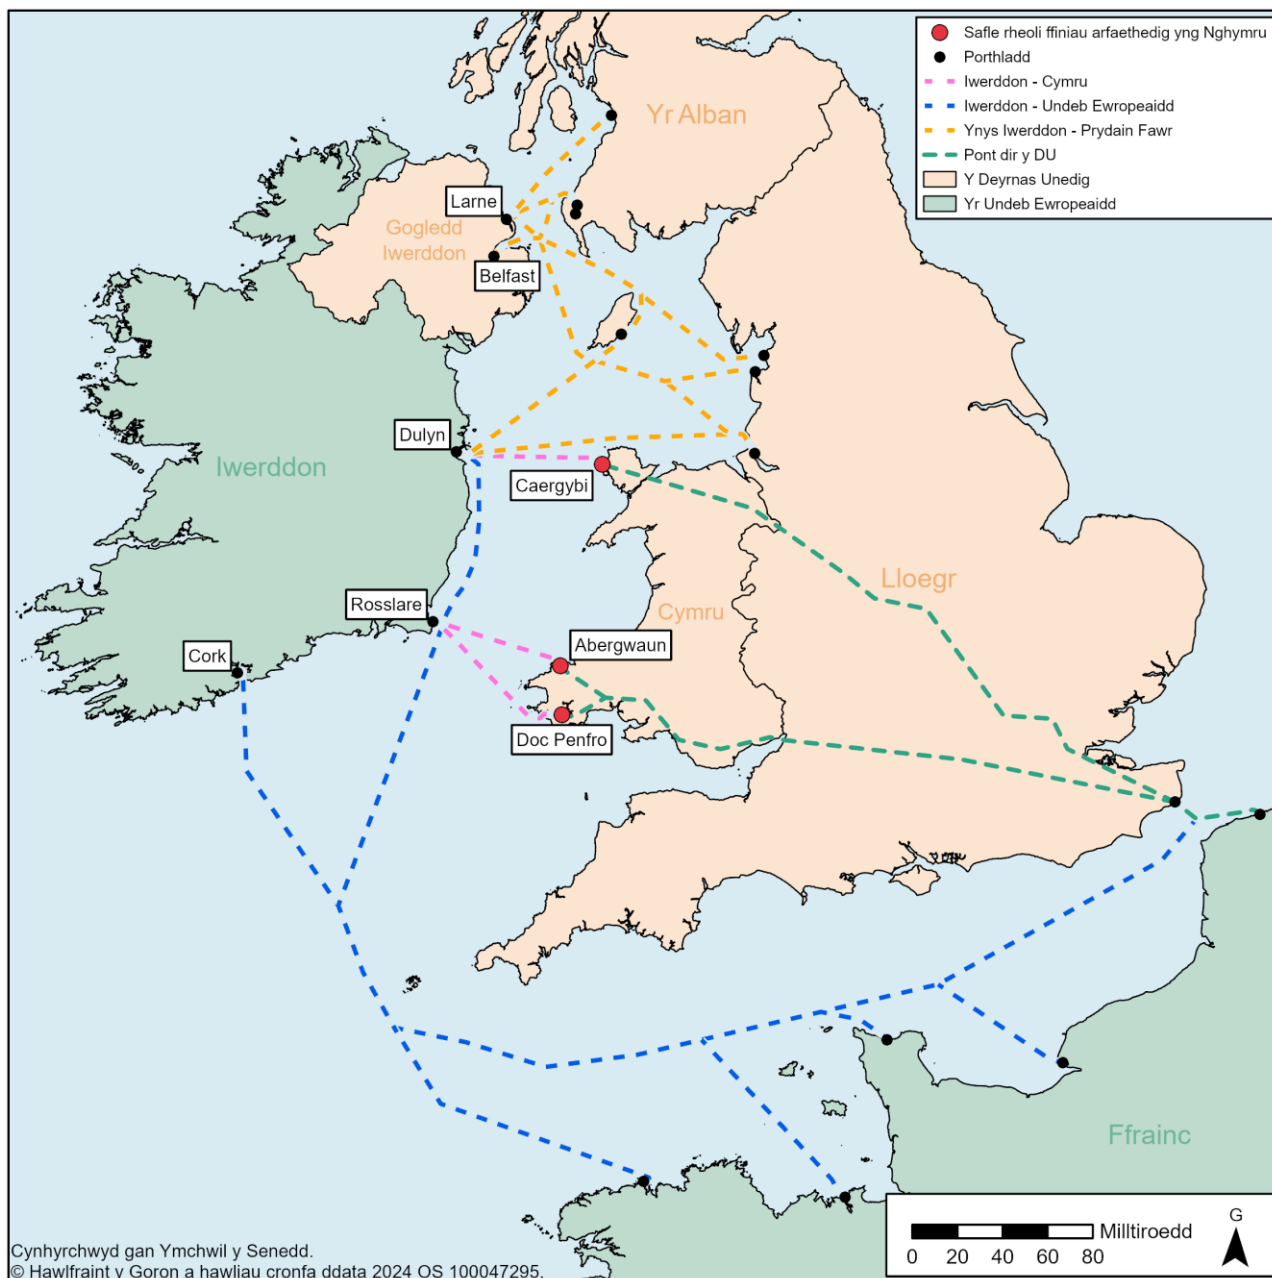 Safle rheoli ffiniau arfaethedig yng Nghymru
Porthladd
Iwerddon - Cymru
Iwerddon - Undeb Ewropeaidd
Ynys Iwerddon - Prydain Fawr
Pont dir y DU
Y Deyrnas Unedig
Yr Undeb Ewropeaidd
Yr Alban
Larne
Gogledd
Iwerddon
Belfast
Dulyn
Iwerddon
Caergybi
Lloegr
Rosslare
Cymru
Abergwaun
Cork
Doc Penfro
Ffrainc
G
Milltiroedd
0 20 40 60 80
Cynhyrchwyd gan Ymchwil y Senedd.
© Hawlfraint y Goron a hawliau cronfa ddata 2024 OS 100047295.